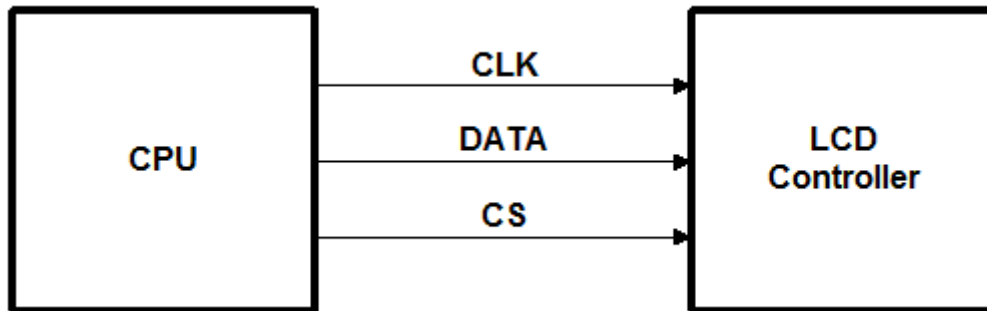 CPU
CLK
DATA
CS
LCD
Controller